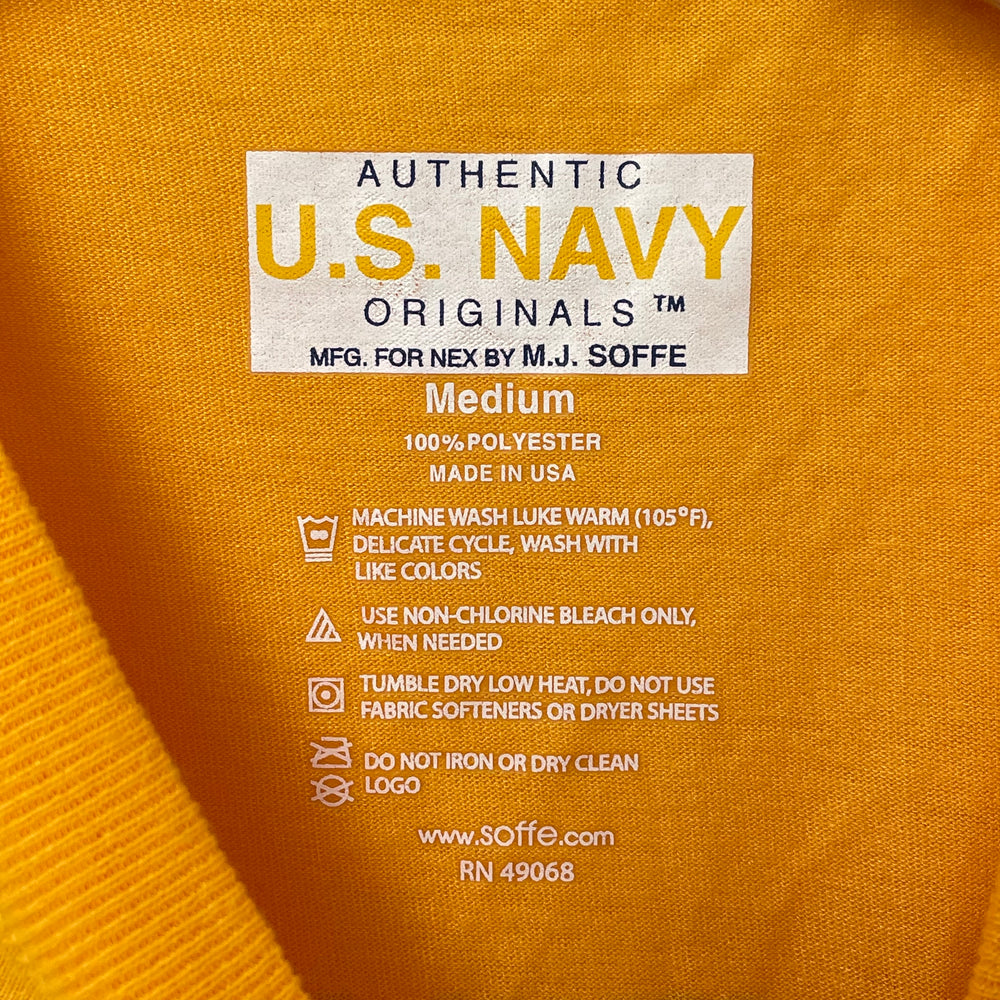 AUTHENTIC
U.S. NAVY
ORIGINALS ™
MFG. FOR NEX BY M.J. SOFFE
Medium
100% POLYESTER
MADE IN USA
MACHINE WASH LUKE WARM (105°F),
DELICATE CYCLE, WASH WITH
LIKE COLORS
USE NON-CHLORINE BLEACH ONLY,
WHEN NEEDED
TUMBLE DRY LOW HEAT, DO NOT USE
FABRIC SOFTENERS OR DRYER SHEETS
DO NOT IRON OR DRY CLEAN
LOGO
www.soffe.com
RN 49068